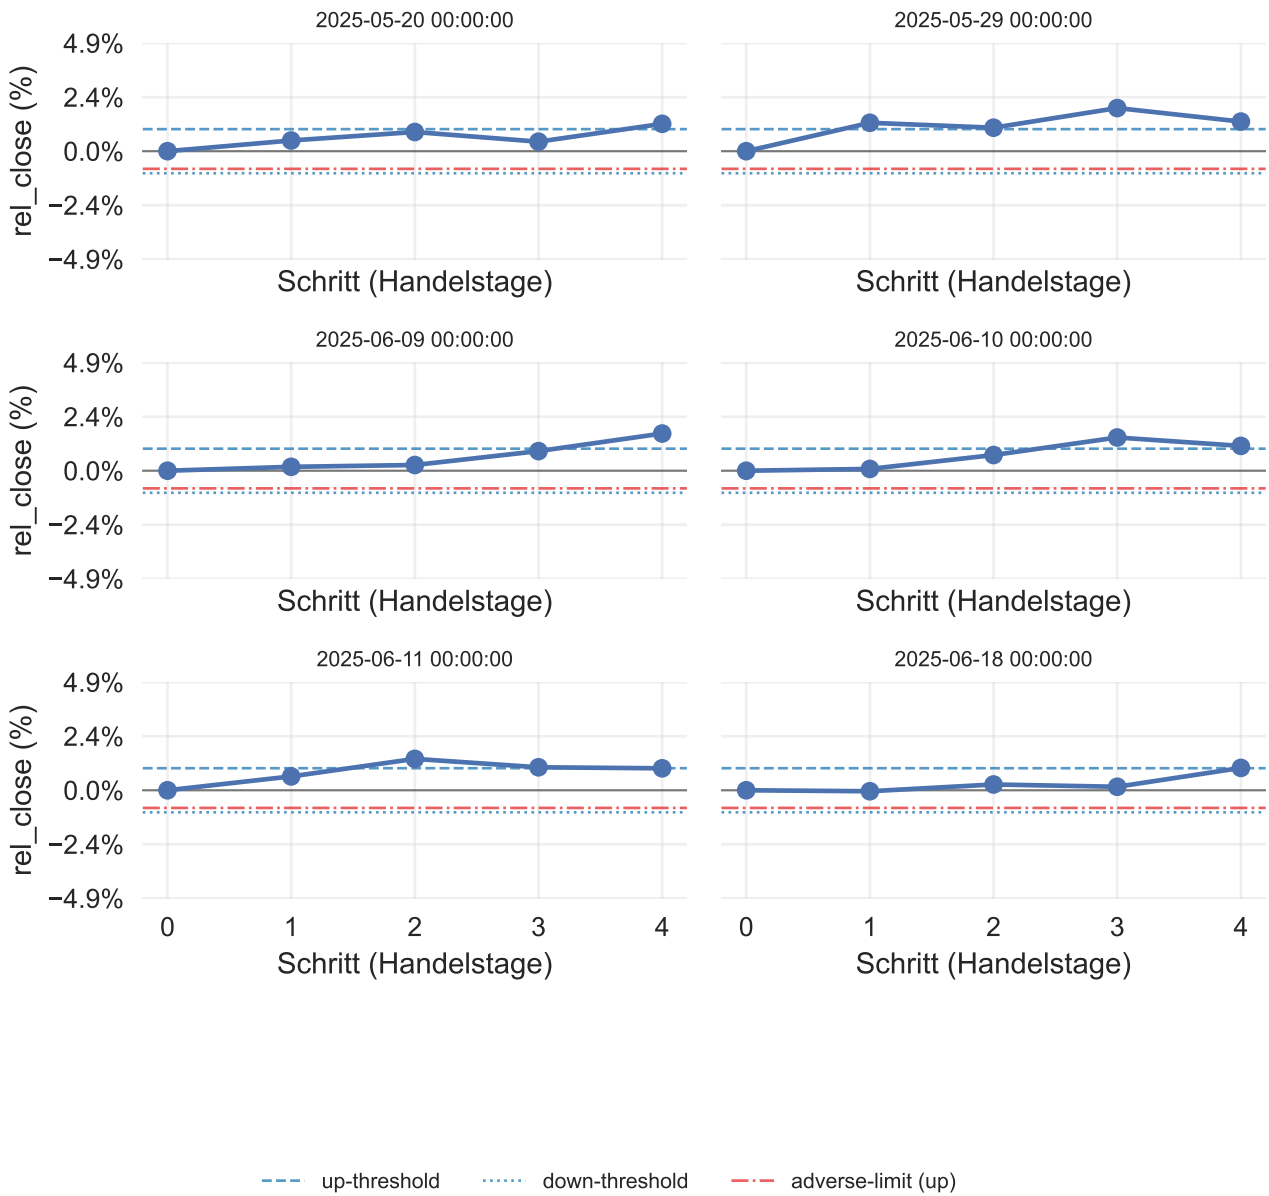 2025-05-20 00:00:00
2025-05-29 00:00:00
4.9%
2.4%
0.0%
−2.4%
−4.9%
rel_close (%)
Schritt (Handelstage)
Schritt (Handelstage)
2025-06-09 00:00:00
2025-06-10 00:00:00
4.9%
2.4%
0.0%
−2.4%
−4.9%
rel_close (%)
Schritt (Handelstage)
Schritt (Handelstage)
2025-06-11 00:00:00
2025-06-18 00:00:00
4.9%
2.4%
0.0%
−2.4%
−4.9%
rel_close (%)
0 1 2 3 4
0 1 2 3 4
Schritt (Handelstage)
Schritt (Handelstage)
up-threshold down-threshold adverse-limit (up)